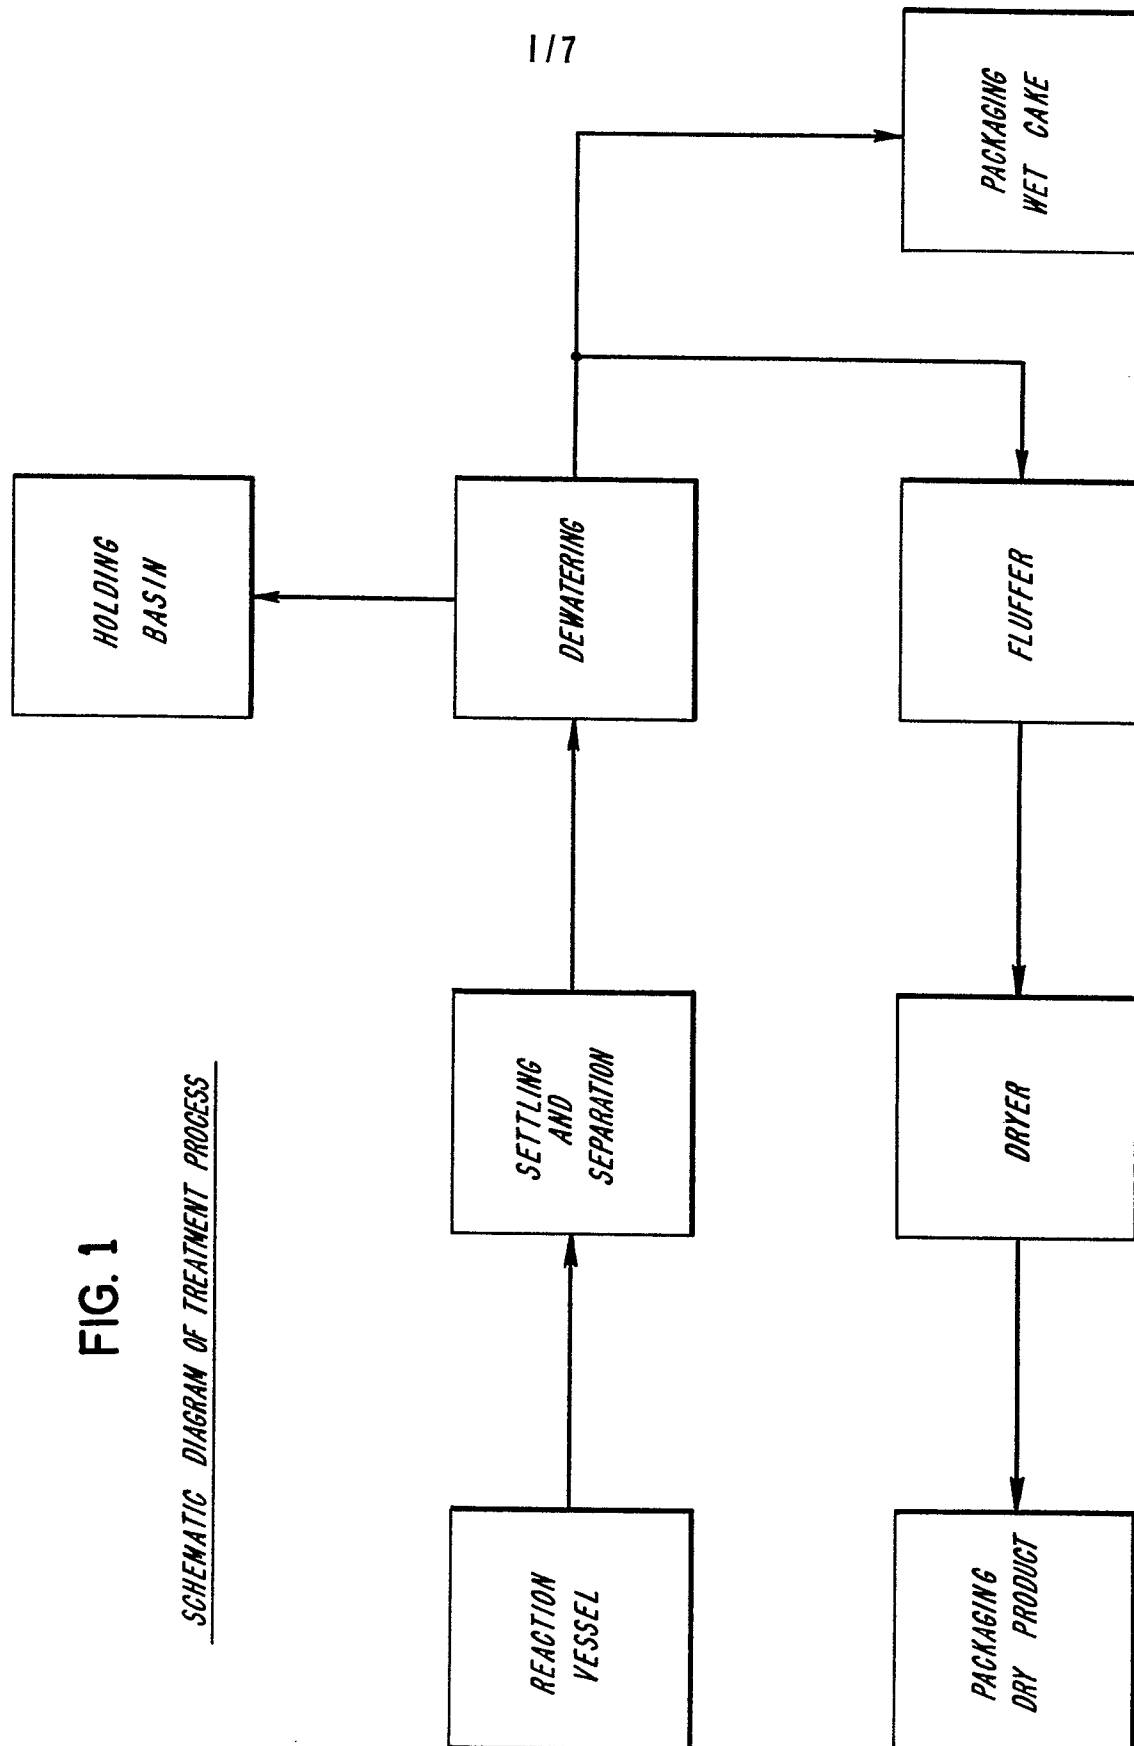 1/7
FIG. 1
SCHEMATIC DIAGRAM OF TREATMENT PROCESS
HOLDING
BASIN
REACTION
VESSEL
SETTLING
AND
SEPARATION
DEWATERING
PACKAGING
WET CAKE
PACKAGING
DRY PRODUCT
DRYER
FLUFFER